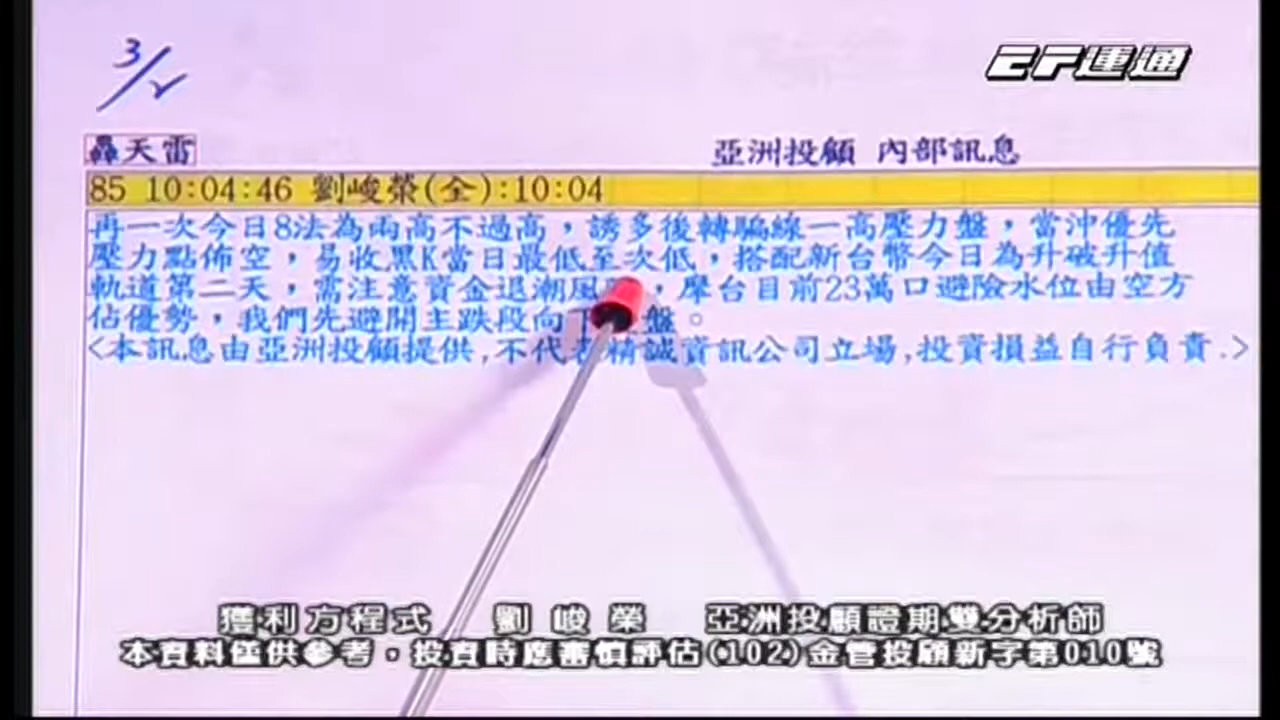 3/2
EF運通
轟天雷
亞洲投顧 內部訊息
85 10:04:46 劉峻榮(全):10:04
再一次今日8法為兩高不過高，誘多後轉騙線一高壓力盤，當沖優先
壓力點佈空，易收黑K當日最低至次低，搭配新台幣今日為升破升值
軌道第二天，需注意資金退潮風，摩台目前23萬口避險水位由空方
佔優勢，我們先避開主跌段向下盤。
<本訊息由亞洲投顧提供,不代表精誠資訊公司立場,投資損益自行負責.>
獲利方程式 劉峻榮 亞洲投顧證期雙分析師
本資料僅供參考，投資時應審慎評估(102)金管投顧新字第010號